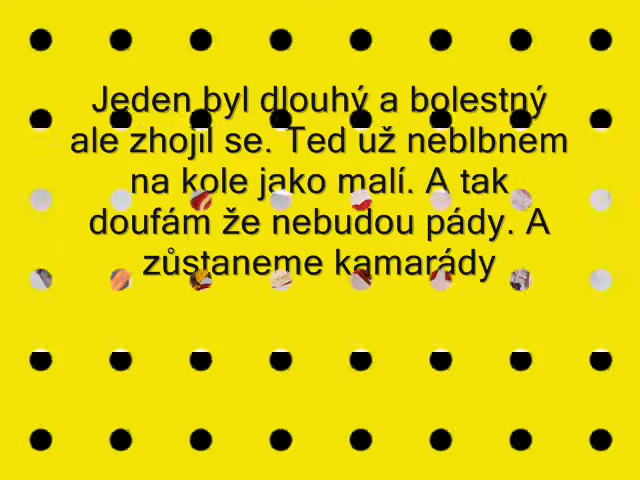 Jeden byl dlouhý a bolestný
ale zhojil se. Ted už neblbnem
na kole jako malí. A tak
doufám že nebudou pády. A
zůstaneme kamarády